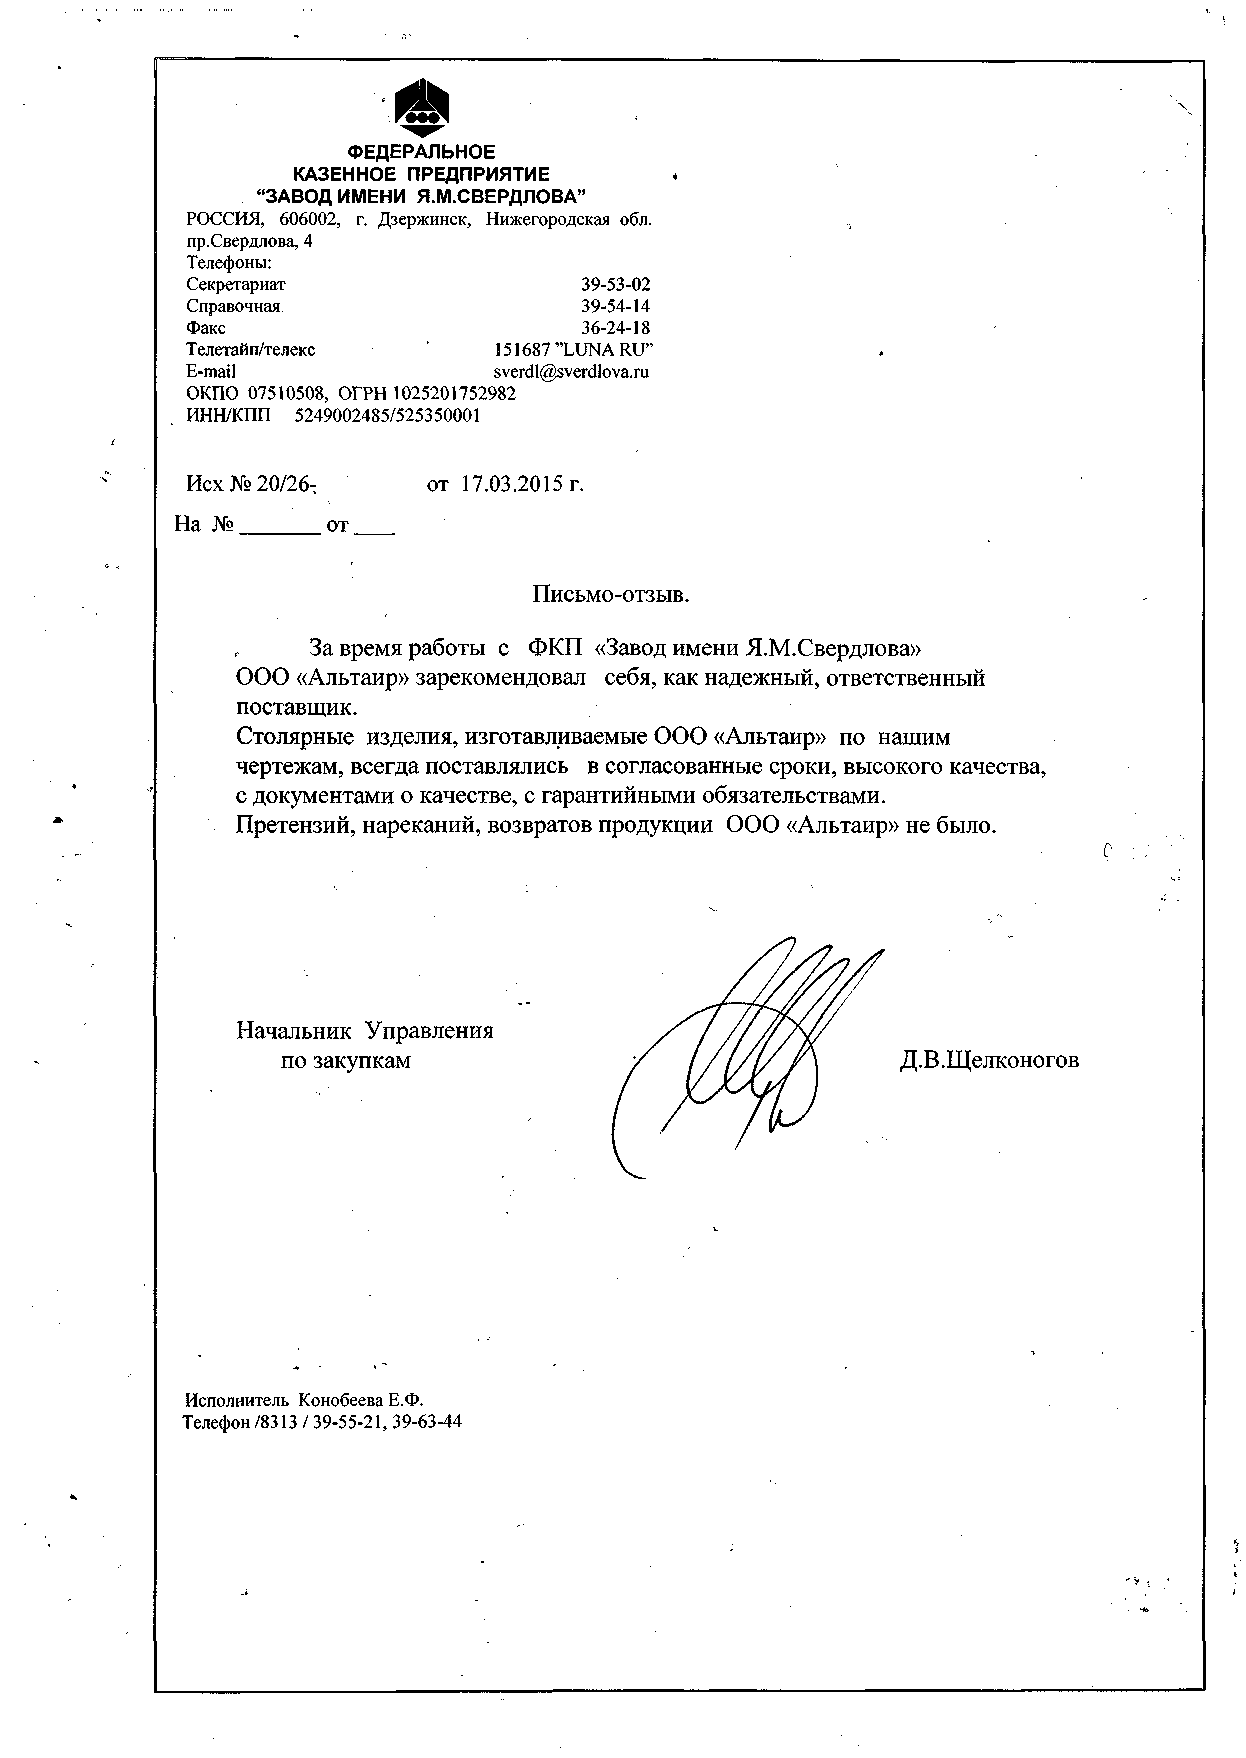 ФЕДЕРАЛЬНОЕ
КАЗЕННОЕ ПРЕДПРИЯТИЕ
“ЗАВОД ИМЕНИ Я.М.СВЕРДЛОВА”
РОССИЯ, 606002, г. Дзержинск, Нижегородская обл.
пр.Свердлова, 4
Телефоны:
Секретариат 39-53-02
Справочная 39-54-14
Факс 36-24-18
Телетайп/телекс 151687 ”LUNA RU”
E-mail sverdl@sverdlova.ru
ОКПО 07510508, ОГРН 1025201752982
ИНН/КПП 5249002485/525350001
Исх № 20/26- от 17.03.2015 г.
На № _______ от ____
Письмо-отзыв.
За время работы с ФКП «Завод имени Я.М.Свердлова»
ООО «Альтаир» зарекомендовал себя, как надежный, ответственный
поставщик.
Столярные изделия, изготавливаемые ООО «Альтаир» по нашим
чертежам, всегда поставлялись в согласованные сроки, высокого качества,
с документами о качестве, с гарантийными обязательствами.
Претензий, нареканий, возвратов продукции ООО «Альтаир» не было.
Начальник Управления
по закупкам Д.В.Щелконогов
Исполнитель Конобеева Е.Ф.
Телефон /8313 / 39-55-21, 39-63-44